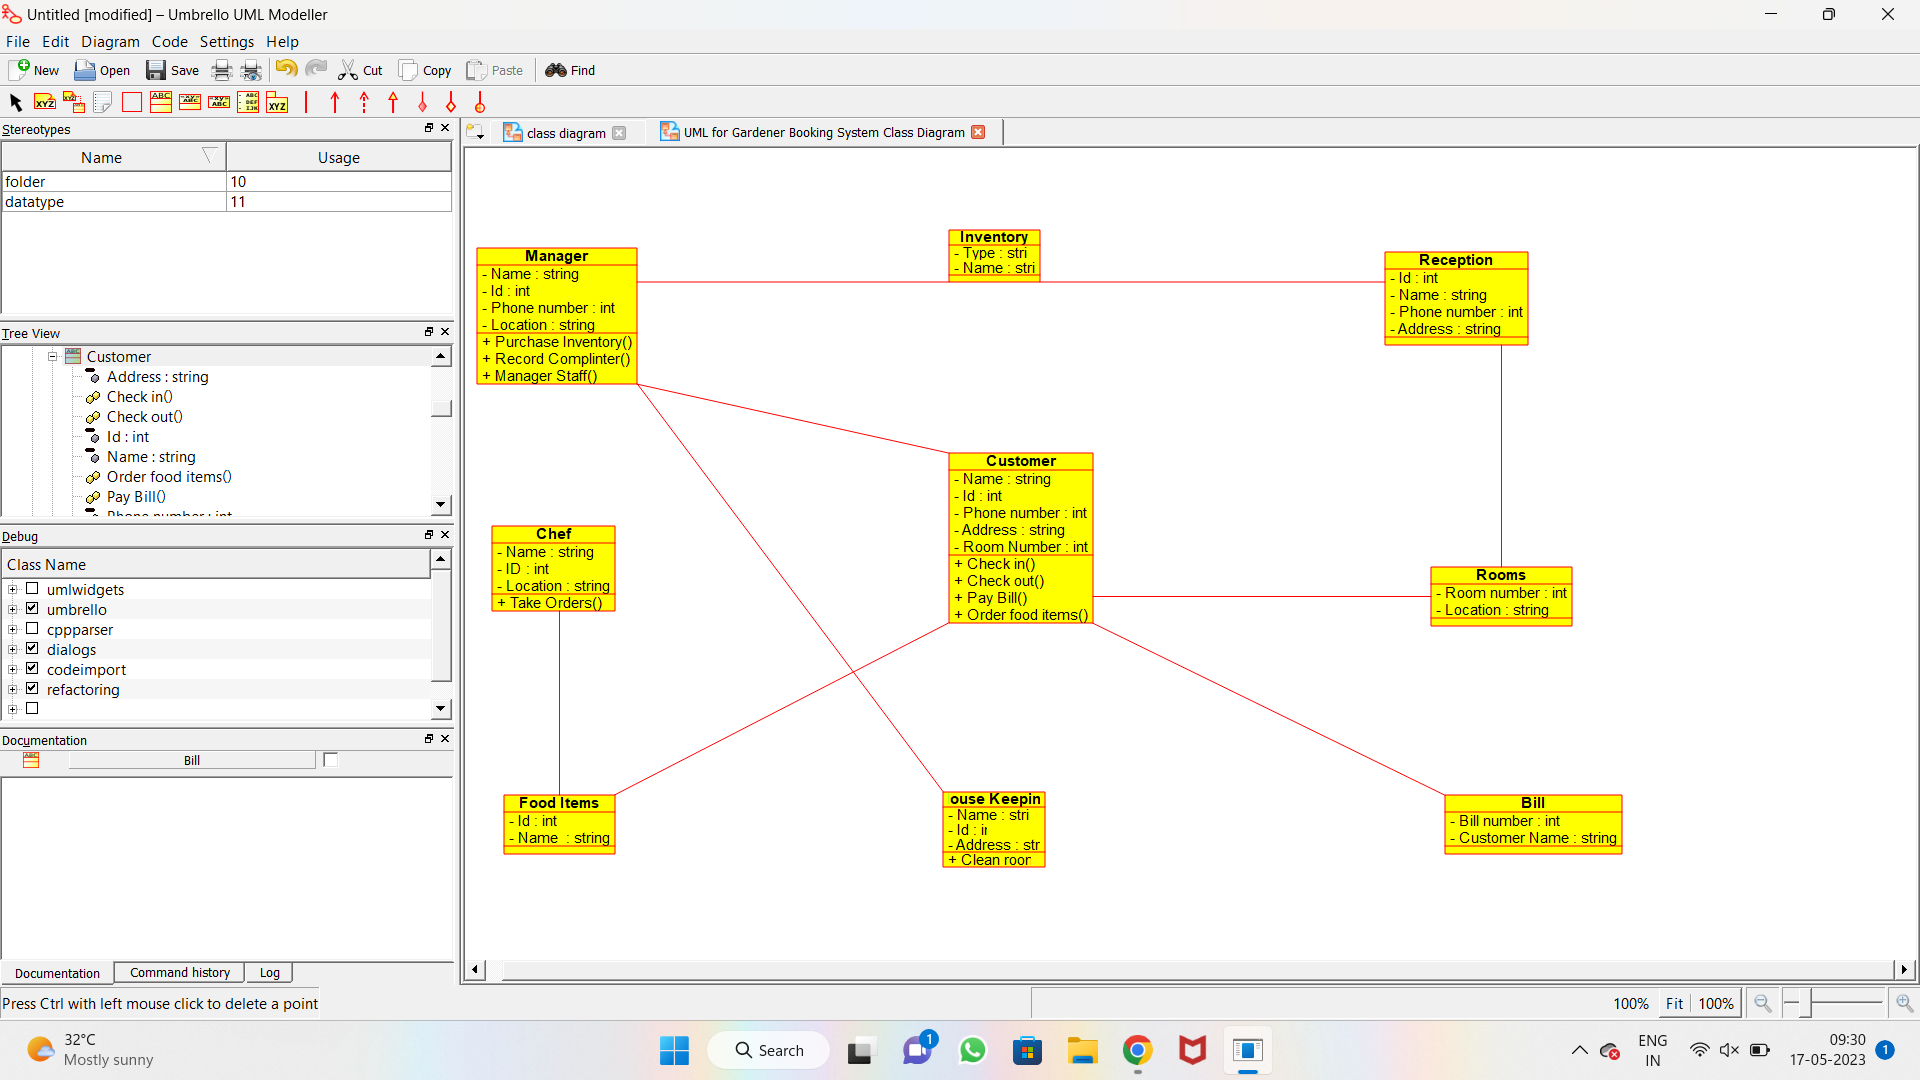 Untitled [modified] – Umbrello UML Modeller
File Edit Diagram Code Settings Help
New Open Save Cut Copy Paste Find
Stereotypes
Name Usage
folder 10
datatype 11
Tree View
Customer
Address : string
Check in()
Check out()
Id : int
Name : string
Order food items()
Pay Bill()
Phone number : int
Debug
Class Name
umlwidgets
umbrello
cppparser
dialogs
codeimport
refactoring
Documentation
Bill
Documentation Command history Log
Press Ctrl with left mouse click to delete a point
class diagram
UML for Gardener Booking System Class Diagram
Manager
- Name : string
- Id : int
- Phone number : int
- Location : string
+ Purchase Inventory()
+ Record Complinter()
+ Manager Staff()
Inventory
- Type : stri
- Name : stri
Reception
- Id : int
- Name : string
- Phone number : int
- Address : string
Customer
- Name : string
- Id : int
- Phone number : int
- Address : string
- Room Number : int
+ Check in()
+ Check out()
+ Pay Bill()
+ Order food items()
Chef
- Name : string
- ID : int
- Location : string
+ Take Orders()
Rooms
- Room number : int
- Location : string
Food Items
- Id : int
- Name : string
ouse Keepin
- Name : stri
- Id : i
- Address : str
+ Clean roor
Bill
- Bill number : int
- Customer Name : string
100% Fit 100%
32°C
Mostly sunny
Search
1
ENG
IN
09:30
17-05-2023
1